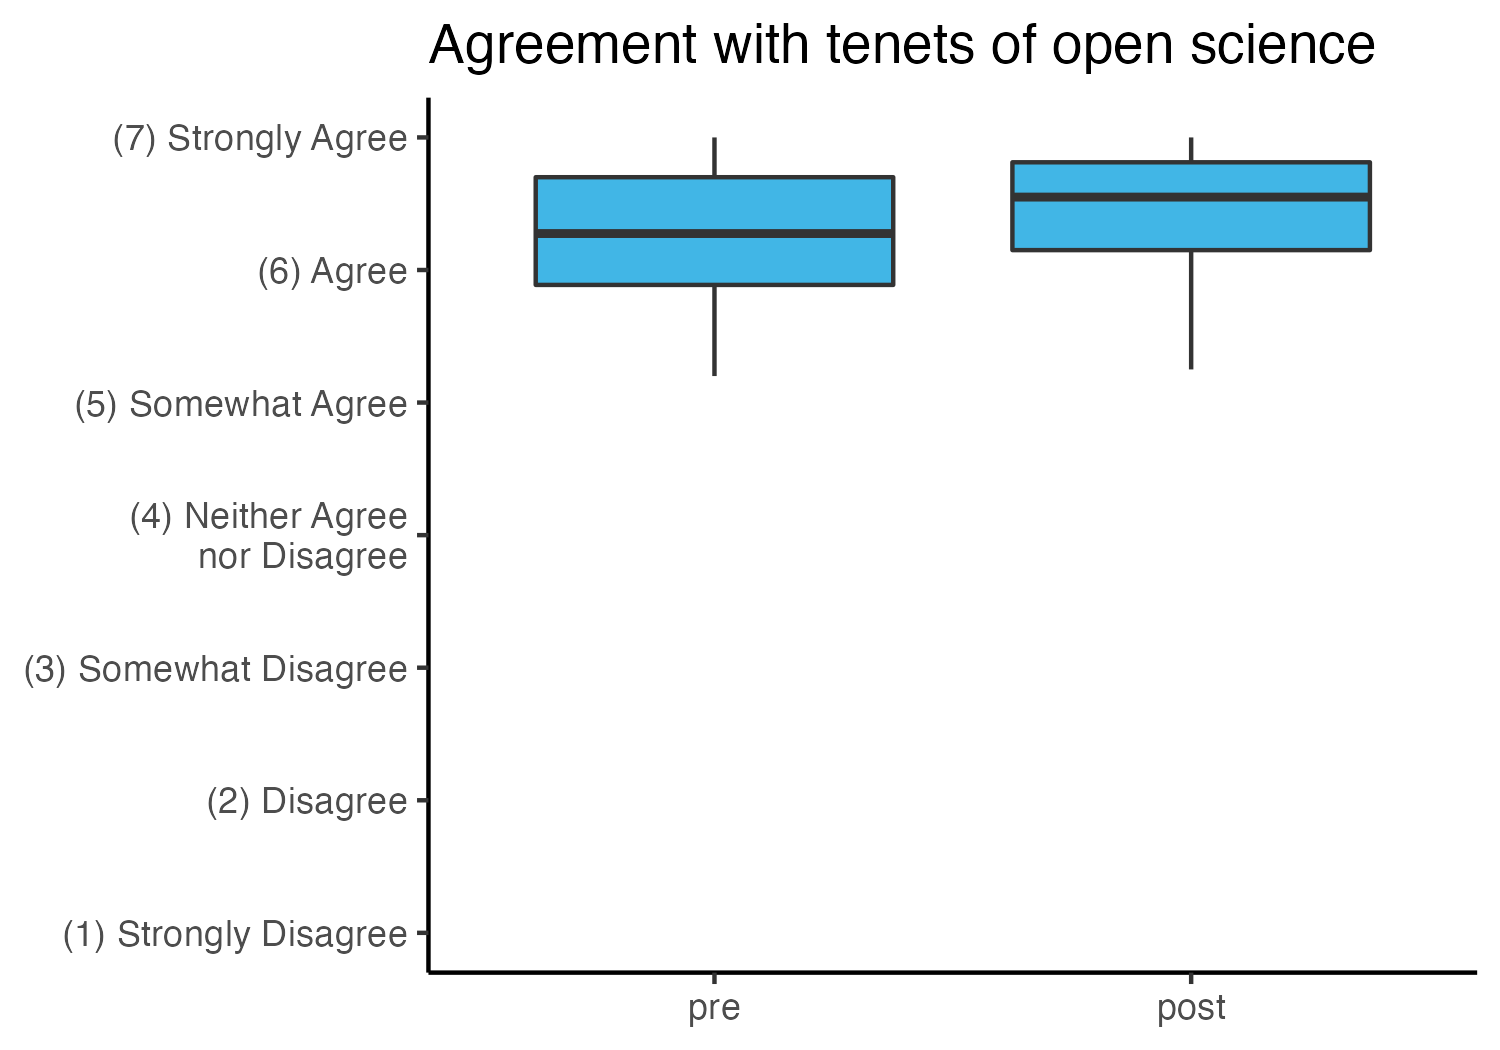 Agreement with tenets of open science
(7) Strongly Agree
(6) Agree
(5) Somewhat Agree
(4) Neither Agree
nor Disagree
(3) Somewhat Disagree
(2) Disagree
(1) Strongly Disagree
pre
post